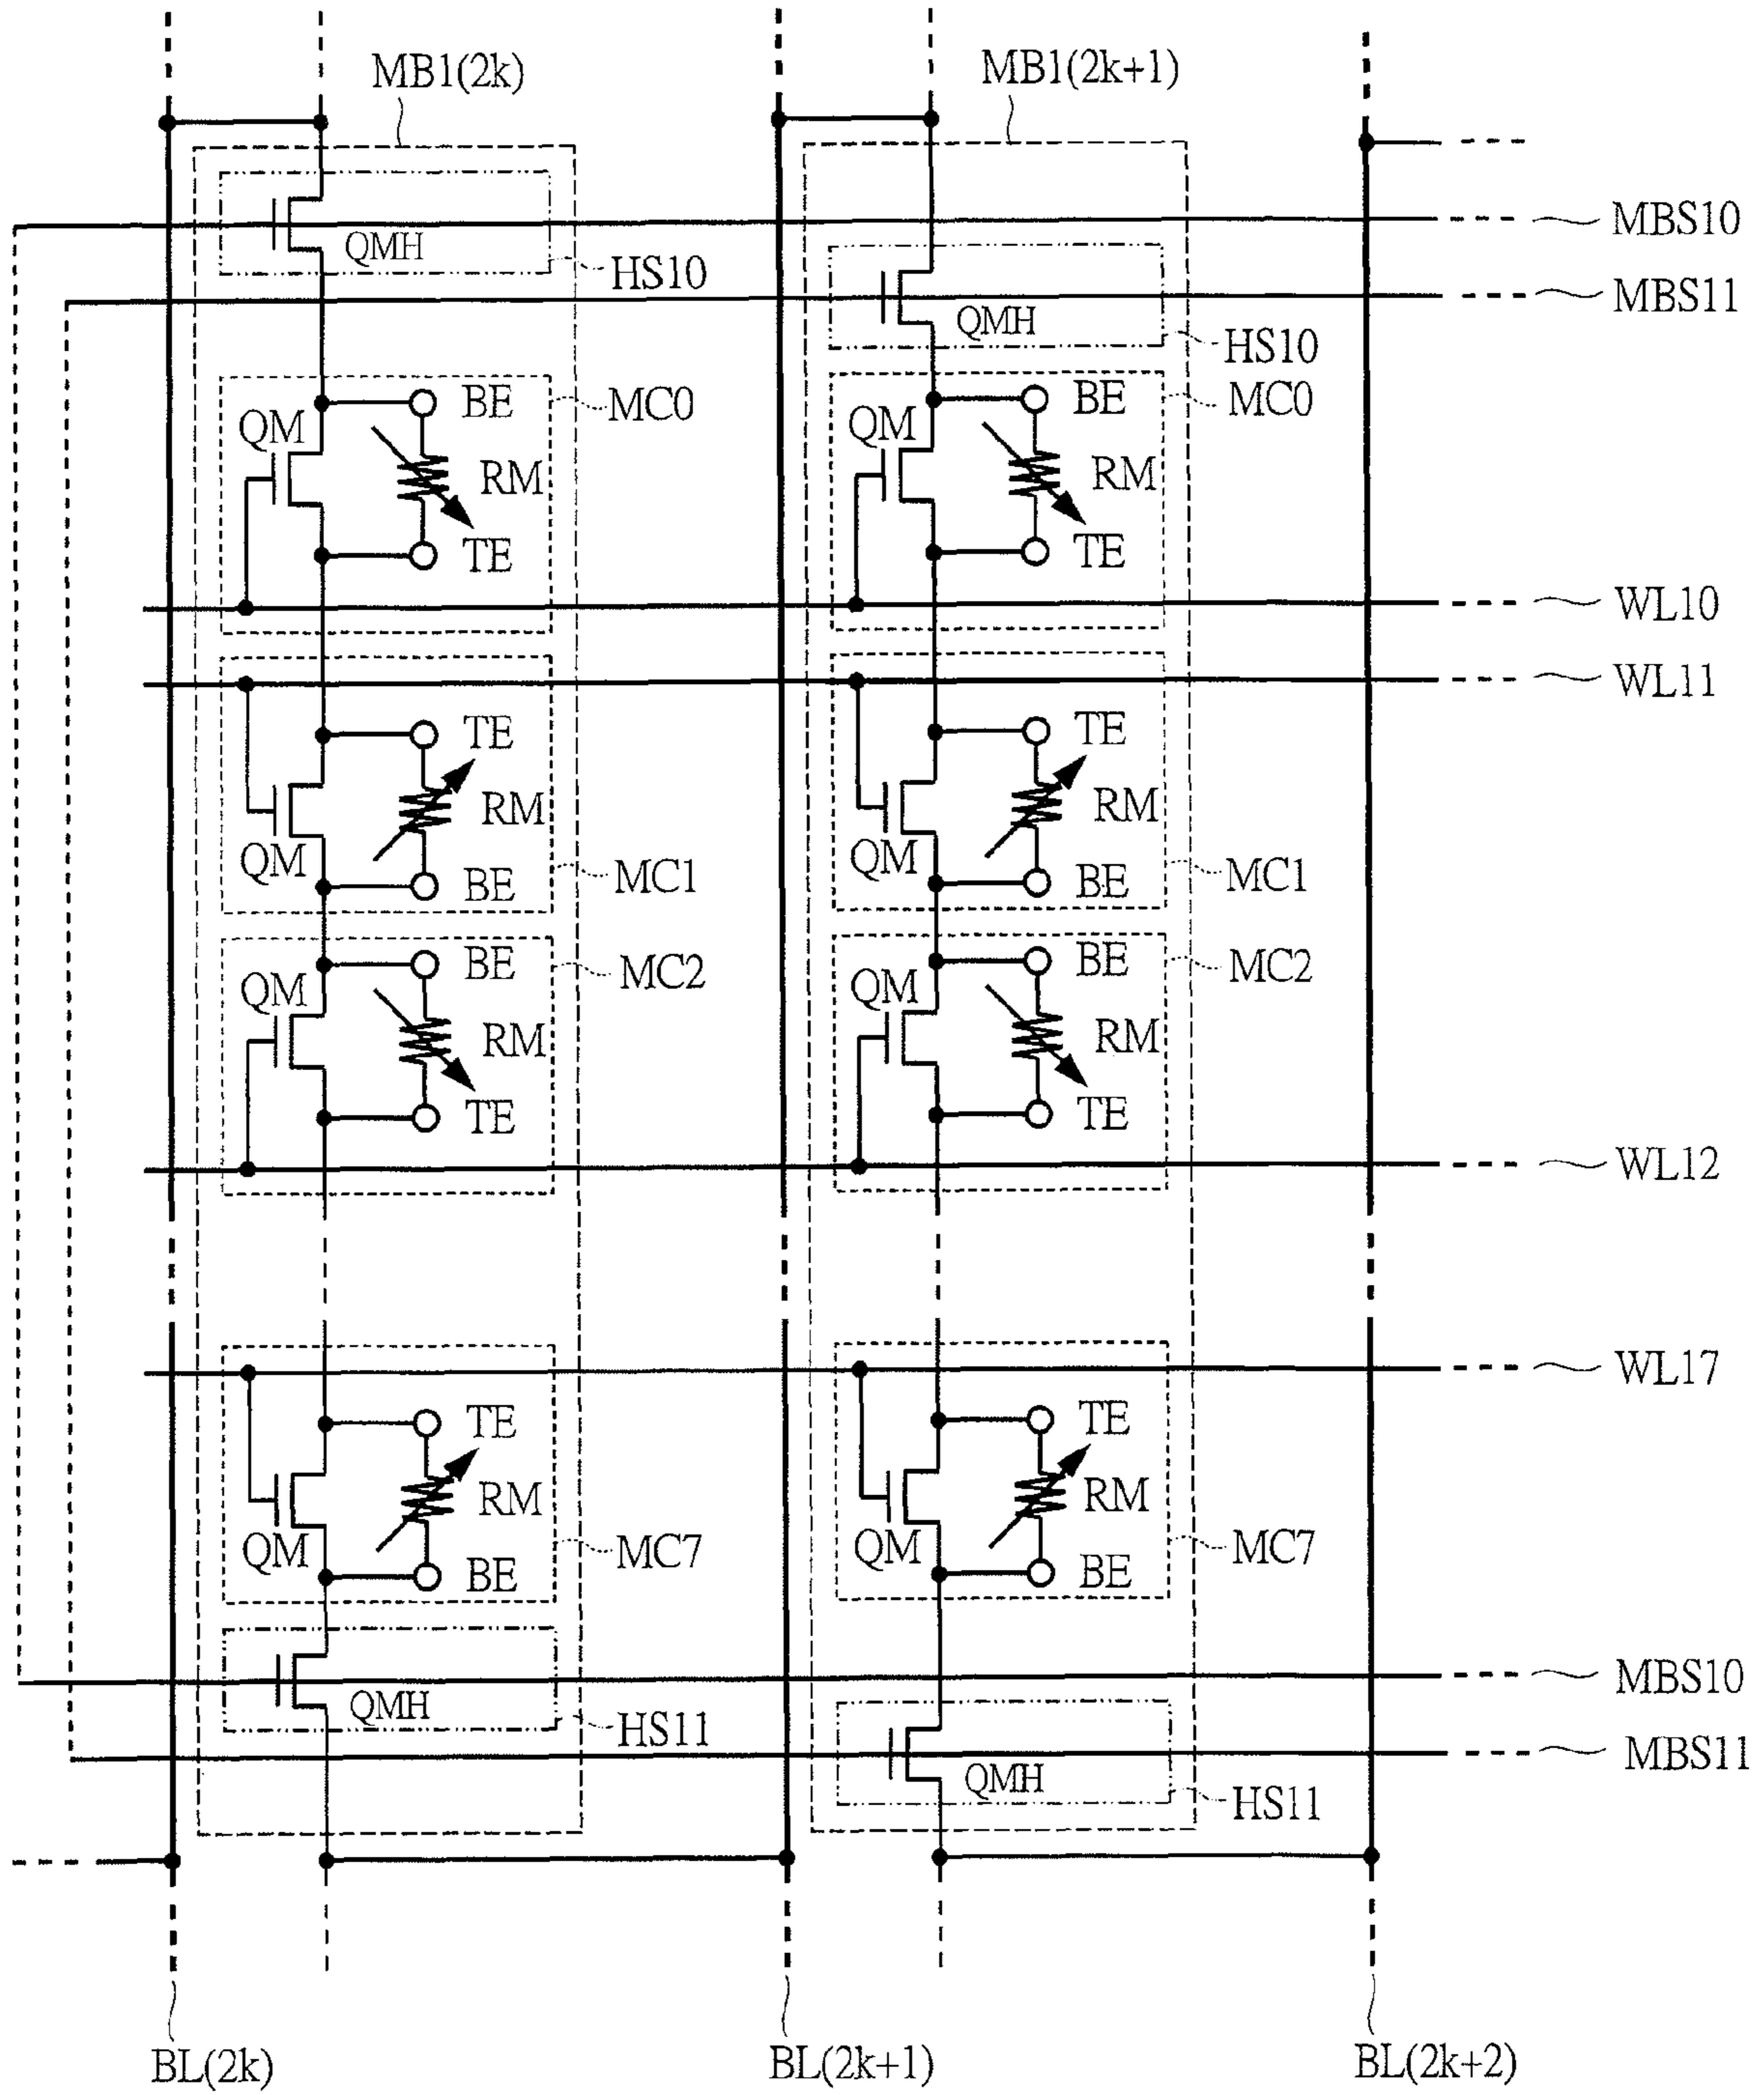 MB1(2k)
MB1(2k+1)
MBS10
QMH
HS10
MBS11
QMH
HS10
BE
MC0
BE
MC0
QM
QM
RM
RM
TE
TE
WL10
WL11
TE
TE
RM
RM
QM
QM
MC1
MC1
BE
BE
BE
MC2
BE
MC2
QM
QM
RM
RM
TE
TE
WL12
WL17
TE
TE
RM
RM
QM
MC7
QM
MC7
BE
BE
MBS10
QMH
HS11
MBS11
QMH
HS11
BL(2k)
BL(2k+1)
BL(2k+2)